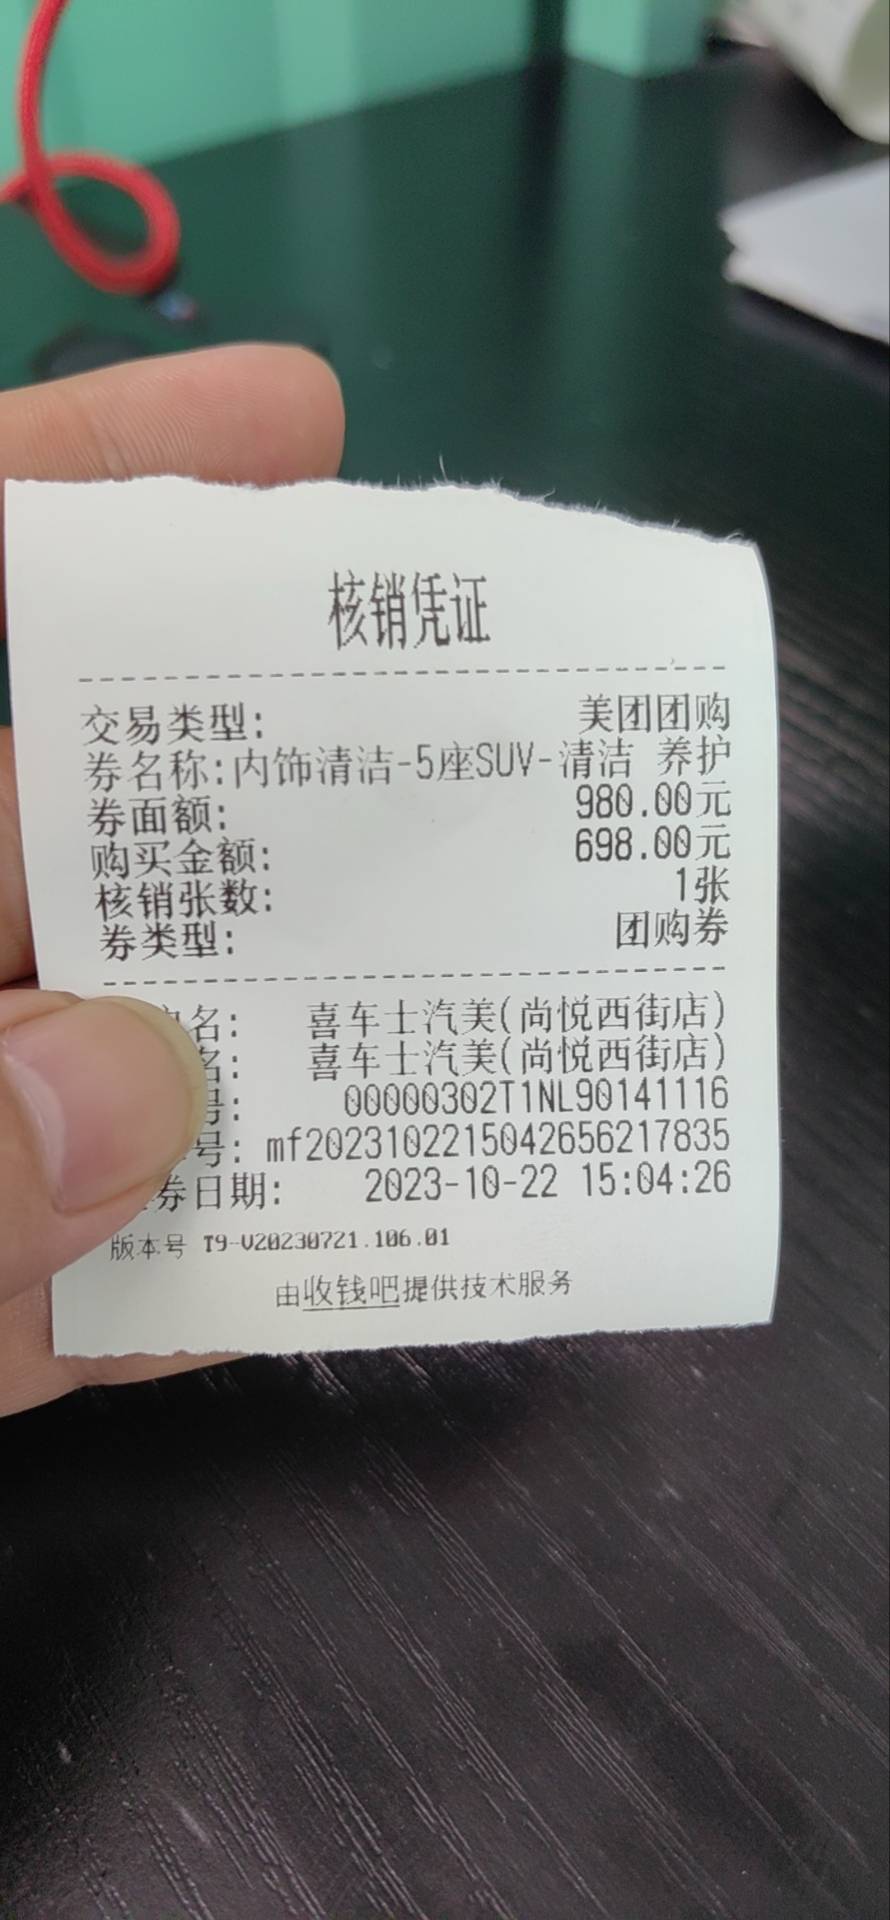 核销凭证
交易类型: 美团团购
券名称:内饰清洁-5座SUV-清洁 养护
券面额: 980.00元
购买金额: 698.00元
核销张数: 1张
券类型: 团购券
名: 喜车士汽美(尚悦西街店)
名: 喜车士汽美(尚悦西街店)
号: 00000302T1NL90141116
号: mf2023102215042656217835
券日期: 2023-10-22 15:04:26
版本号 T9-V20230721.106.01
由收钱吧提供技术服务